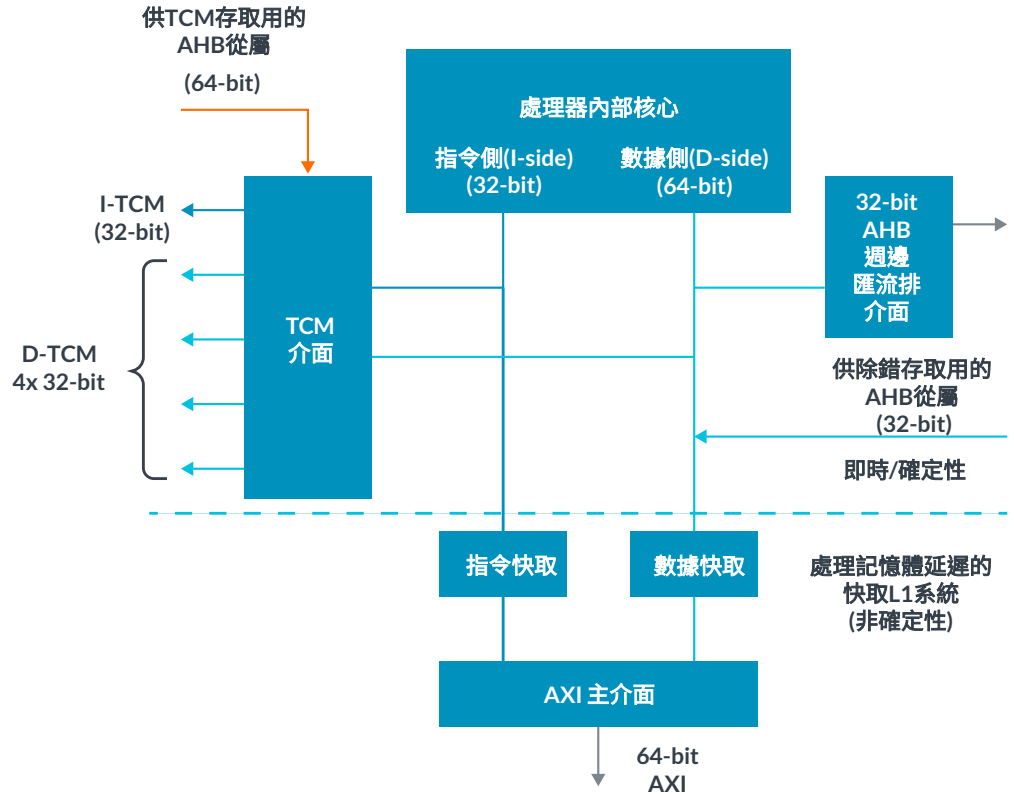 供TCM存取用的
AHB從屬
(64-bit)
處理器內部核心
指令側(I-side)
(32-bit)
數據側(D-side)
(64-bit)
I-TCM
(32-bit)
D-TCM
4x 32-bit
TCM
介面
32-bit
AHB
週邊
匯流排
介面
供除錯存取用的
AHB從屬
(32-bit)
即時/確定性
指令快取
數據快取
處理記憶體延遲的
快取L1系統
(非確定性)
AXI 主介面
64-bit
AXI